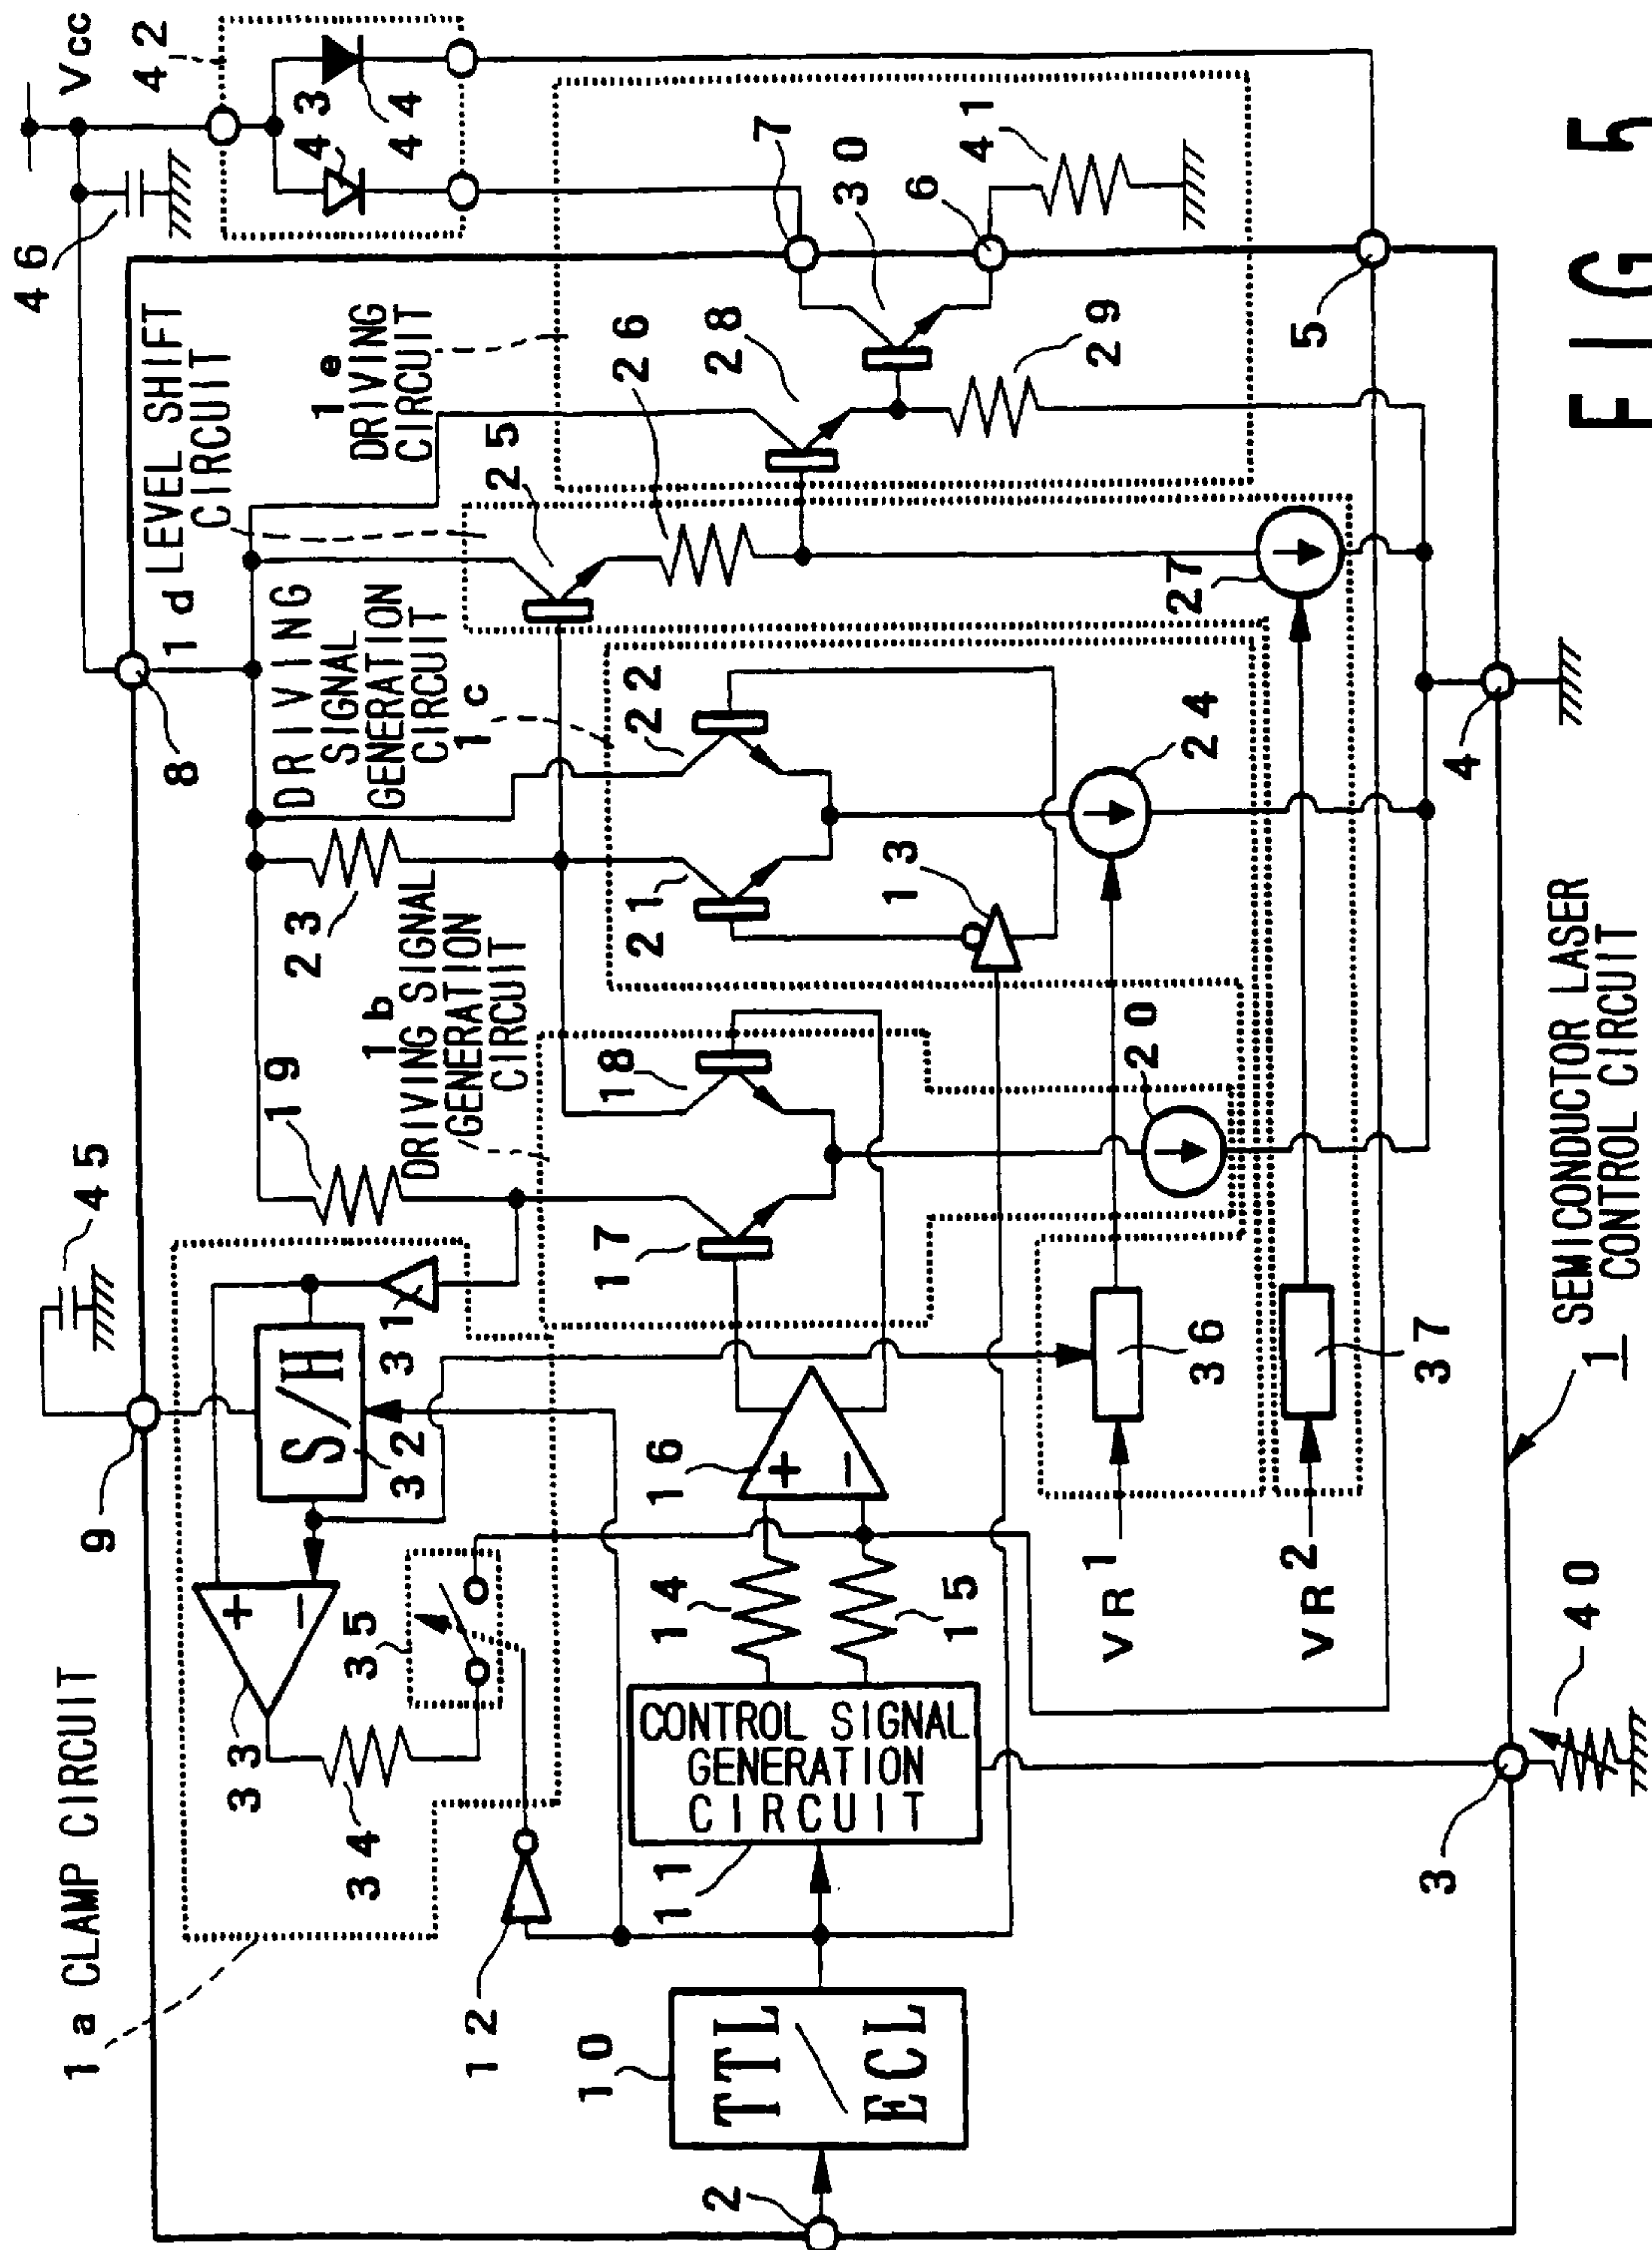 FIG 5
1a CLAMP CIRCUIT
9
45
8
1d LEVEL SHIFT
CIRCUIT
46
Vcc
42
43
44
33
34
35
S/H
32
31
19
23
DRIVING
SIGNAL
GENERATION
CIRCUIT
1c
1e
DRIVING
CIRCUIT
1b
DRIVING SIGNAL
GENERATION
CIRCUIT
12
17
18
21
22
25
26
28
29
30
7
6
41
2
10
TTL
/
ECL
11
CONTROL SIGNAL
GENERATION
CIRCUIT
14
15
16
+
−
+
−
13
20
24
27
VR1
36
VR2
37
5
3
40
4
1
SEMICONDUCTOR LASER
CONTROL CIRCUIT